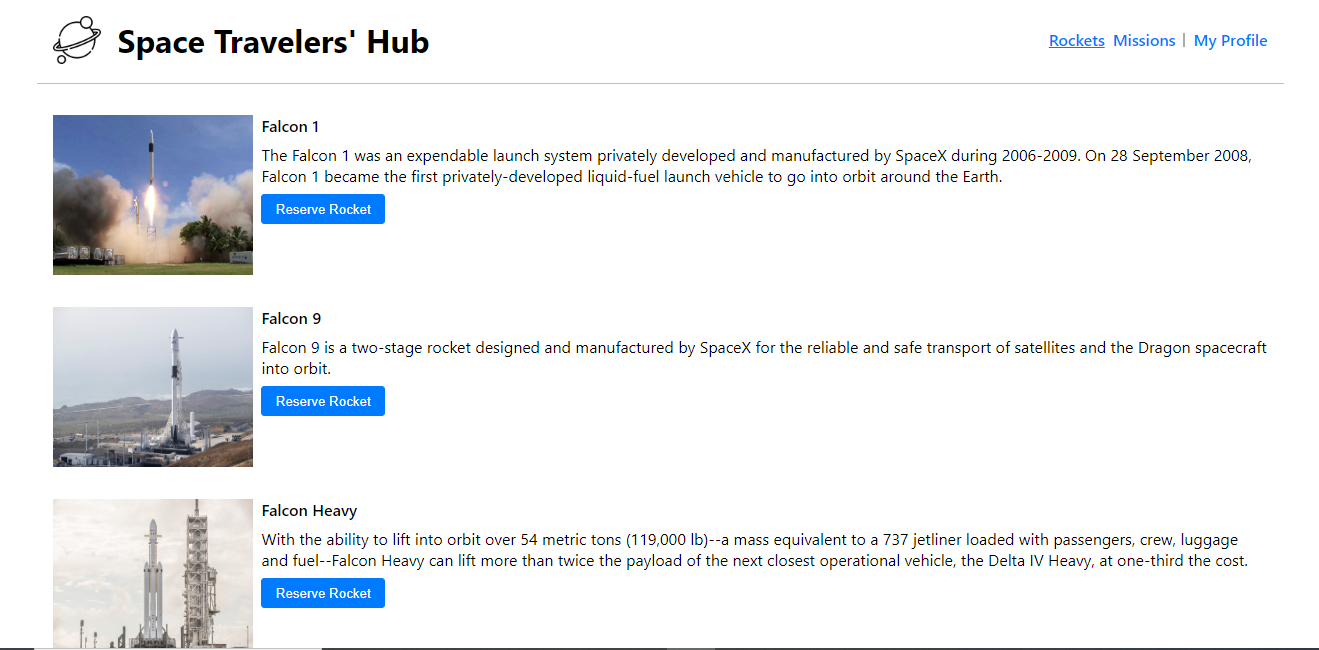 Space Travelers' Hub
Rockets Missions | My Profile
Falcon 1
The Falcon 1 was an expendable launch system privately developed and manufactured by SpaceX during 2006-2009. On 28 September 2008,
Falcon 1 became the first privately-developed liquid-fuel launch vehicle to go into orbit around the Earth.
Reserve Rocket
Falcon 9
Falcon 9 is a two-stage rocket designed and manufactured by SpaceX for the reliable and safe transport of satellites and the Dragon spacecraft
into orbit.
Reserve Rocket
Falcon Heavy
With the ability to lift into orbit over 54 metric tons (119,000 lb)--a mass equivalent to a 737 jetliner loaded with passengers, crew, luggage
and fuel--Falcon Heavy can lift more than twice the payload of the next closest operational vehicle, the Delta IV Heavy, at one-third the cost.
Reserve Rocket